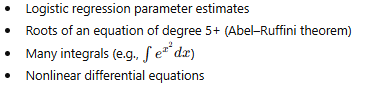 • Logistic regression parameter estimates
• Roots of an equation of degree 5+ (Abel–Ruffini theorem)
• Many integrals (e.g., ∫ eˣ² dx)
• Nonlinear differential equations